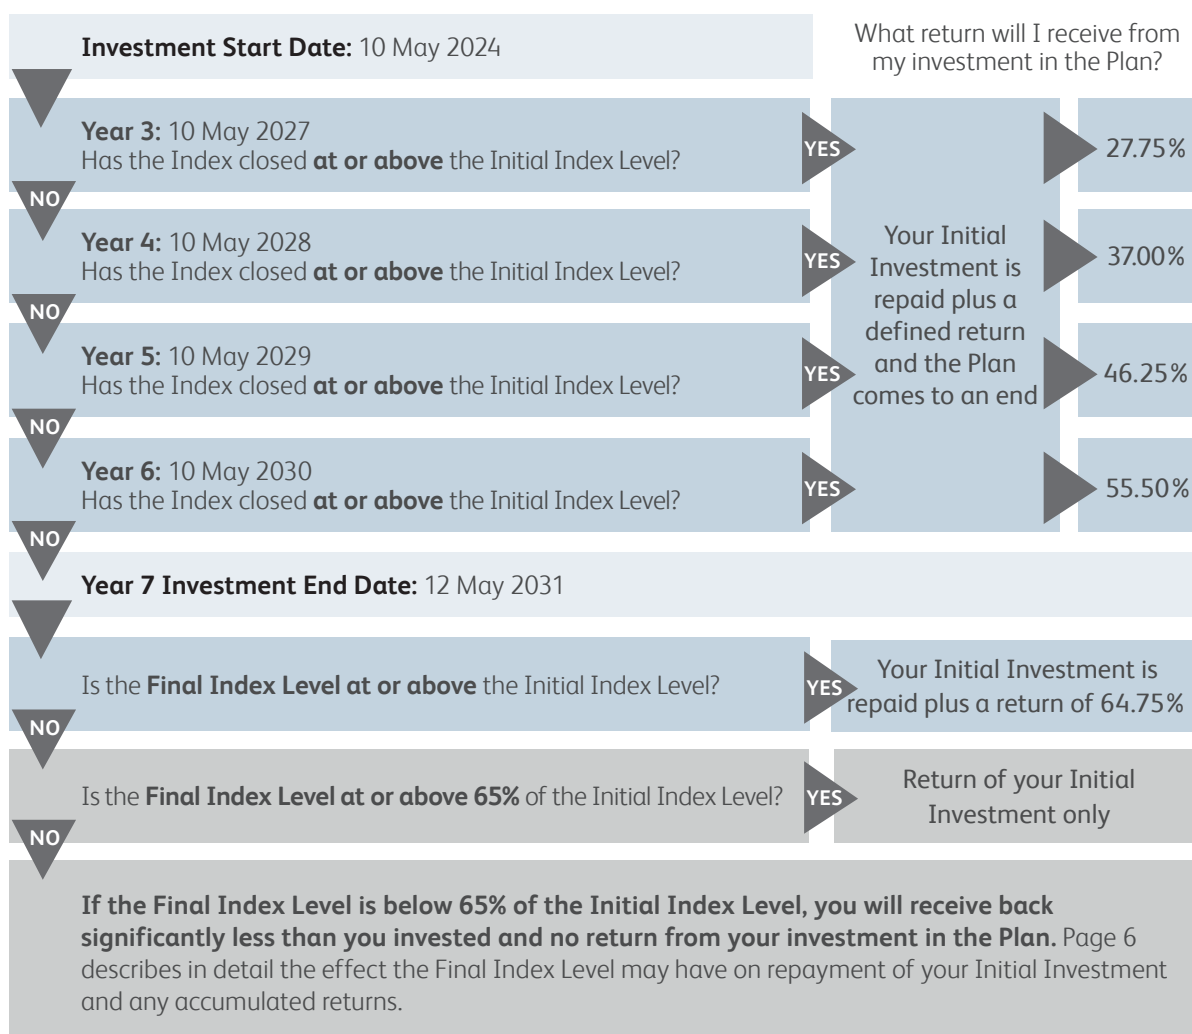 Investment Start Date: 10 May 2024
What return will I receive from
my investment in the Plan?
Year 3: 10 May 2027
Has the Index closed at or above the Initial Index Level?
YES
27.75%
NO
Year 4: 10 May 2028
Has the Index closed at or above the Initial Index Level?
YES
37.00%
NO
Year 5: 10 May 2029
Has the Index closed at or above the Initial Index Level?
YES
46.25%
NO
Year 6: 10 May 2030
Has the Index closed at or above the Initial Index Level?
YES
55.50%
Your Initial
Investment is
repaid plus a
defined return
and the Plan
comes to an end
NO
Year 7 Investment End Date: 12 May 2031
Is the Final Index Level at or above the Initial Index Level?
YES
Your Initial Investment is
repaid plus a return of 64.75%
NO
Is the Final Index Level at or above 65% of the Initial Index Level?
YES
Return of your Initial
Investment only
NO
If the Final Index Level is below 65% of the Initial Index Level, you will receive back
significantly less than you invested and no return from your investment in the Plan. Page 6
describes in detail the effect the Final Index Level may have on repayment of your Initial Investment
and any accumulated returns.